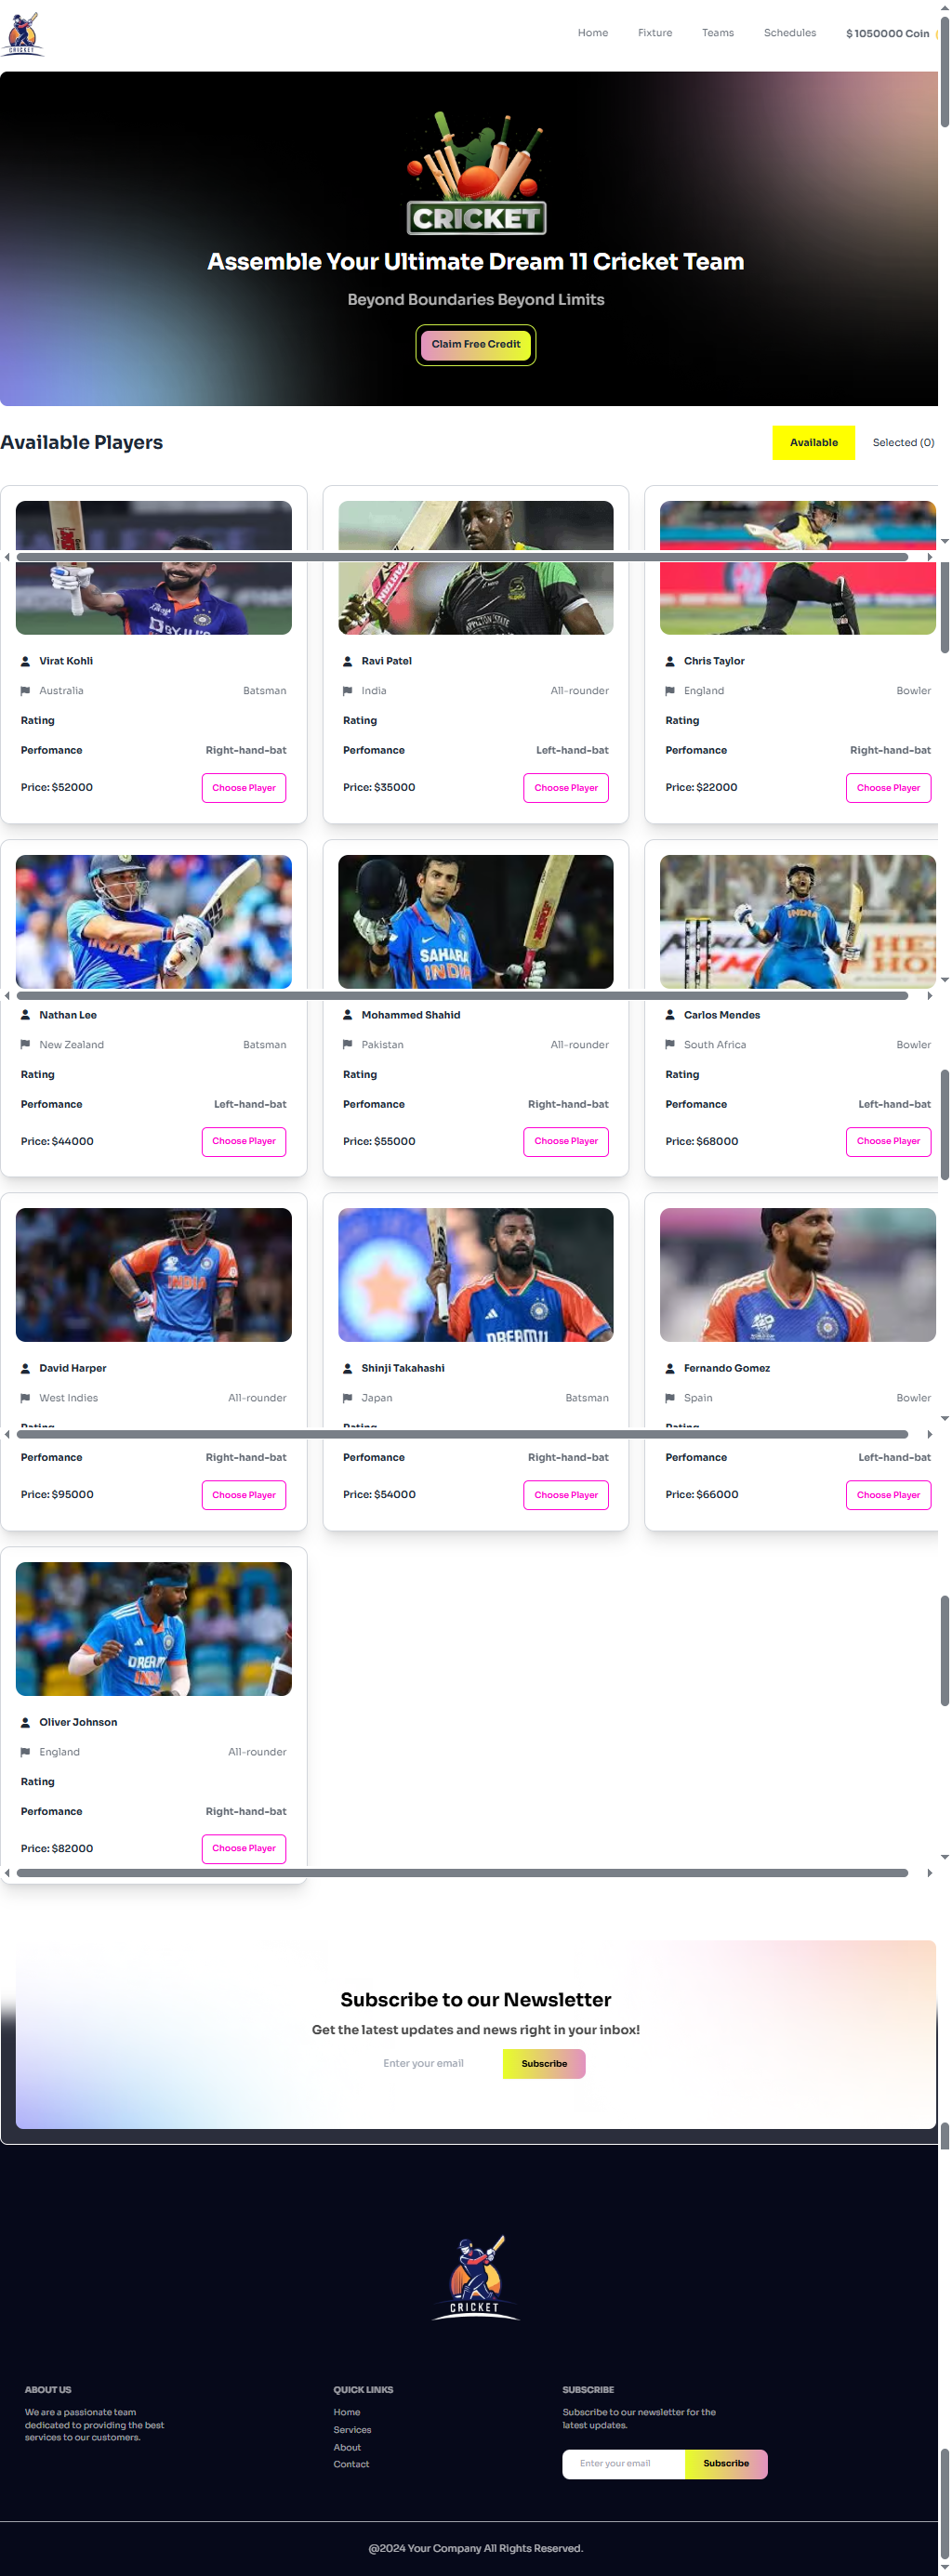 CRICKET
Home Fixture Teams Schedules $ 1050000 Coin
CRICKET
Assemble Your Ultimate Dream 11 Cricket Team
Beyond Boundaries Beyond Limits
Claim Free Credit
Available Players Available Selected (0)
Virat Kohli Ravi Patel Chris Taylor
Australia Batsman India All-rounder England Bowler
Rating Rating Rating
Perfomance Right-hand-bat Perfomance Left-hand-bat Perfomance Right-hand-bat
Price: $52000 Choose Player Price: $35000 Choose Player Price: $22000 Choose Player
INDIA SAHARA INDIA
Nathan Lee Mohammed Shahid Carlos Mendes
New Zealand Batsman Pakistan All-rounder South Africa Bowler
Rating Rating Rating
Perfomance Left-hand-bat Perfomance Right-hand-bat Perfomance Left-hand-bat
Price: $44000 Choose Player Price: $55000 Choose Player Price: $68000 Choose Player
INDIA DREAM11
David Harper Shinji Takahashi Fernando Gomez
West Indies All-rounder Japan Batsman Spain Bowler
Rating Rating Rating
Perfomance Right-hand-bat Perfomance Right-hand-bat Perfomance Left-hand-bat
Price: $95000 Choose Player Price: $54000 Choose Player Price: $66000 Choose Player
Oliver Johnson
England All-rounder
Rating
Perfomance Right-hand-bat
Price: $82000 Choose Player
Subscribe to our Newsletter
Get the latest updates and news right in your inbox!
Enter your email Subscribe
CRICKET
ABOUT US
We are a passionate team
dedicated to providing the best
services to our customers.
QUICK LINKS
Home
Services
About
Contact
SUBSCRIBE
Subscribe to our newsletter for the
latest updates.
Enter your email Subscribe
@2024 Your Company All Rights Reserved.